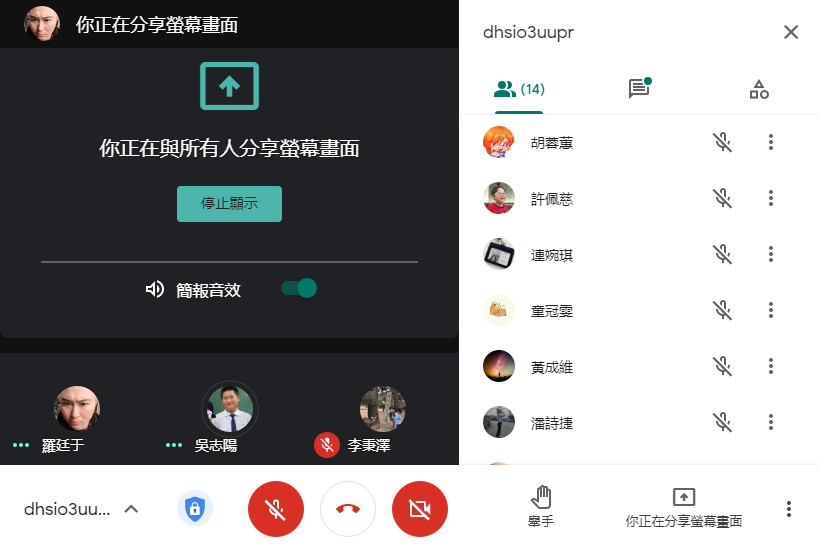 你正在分享螢幕畫面
你正在與所有人分享螢幕畫面
停止顯示
簡報音效
羅廷于
吳志陽
李秉澤
dhsio3uu...
dhsio3uupr
(14)
胡蓉蕙
許佩慈
連婉琪
童冠雯
黃成維
潘詩捷
舉手
你正在分享螢幕畫面